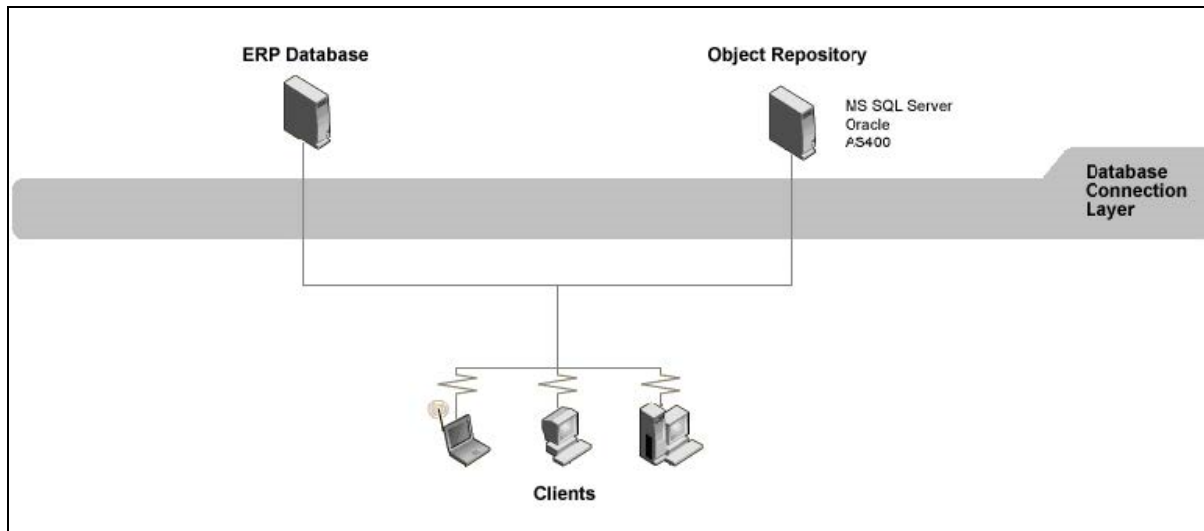 ERP Database
Object Repository
MS SQL Server
Oracle
AS400
Database
Connection
Layer
Clients